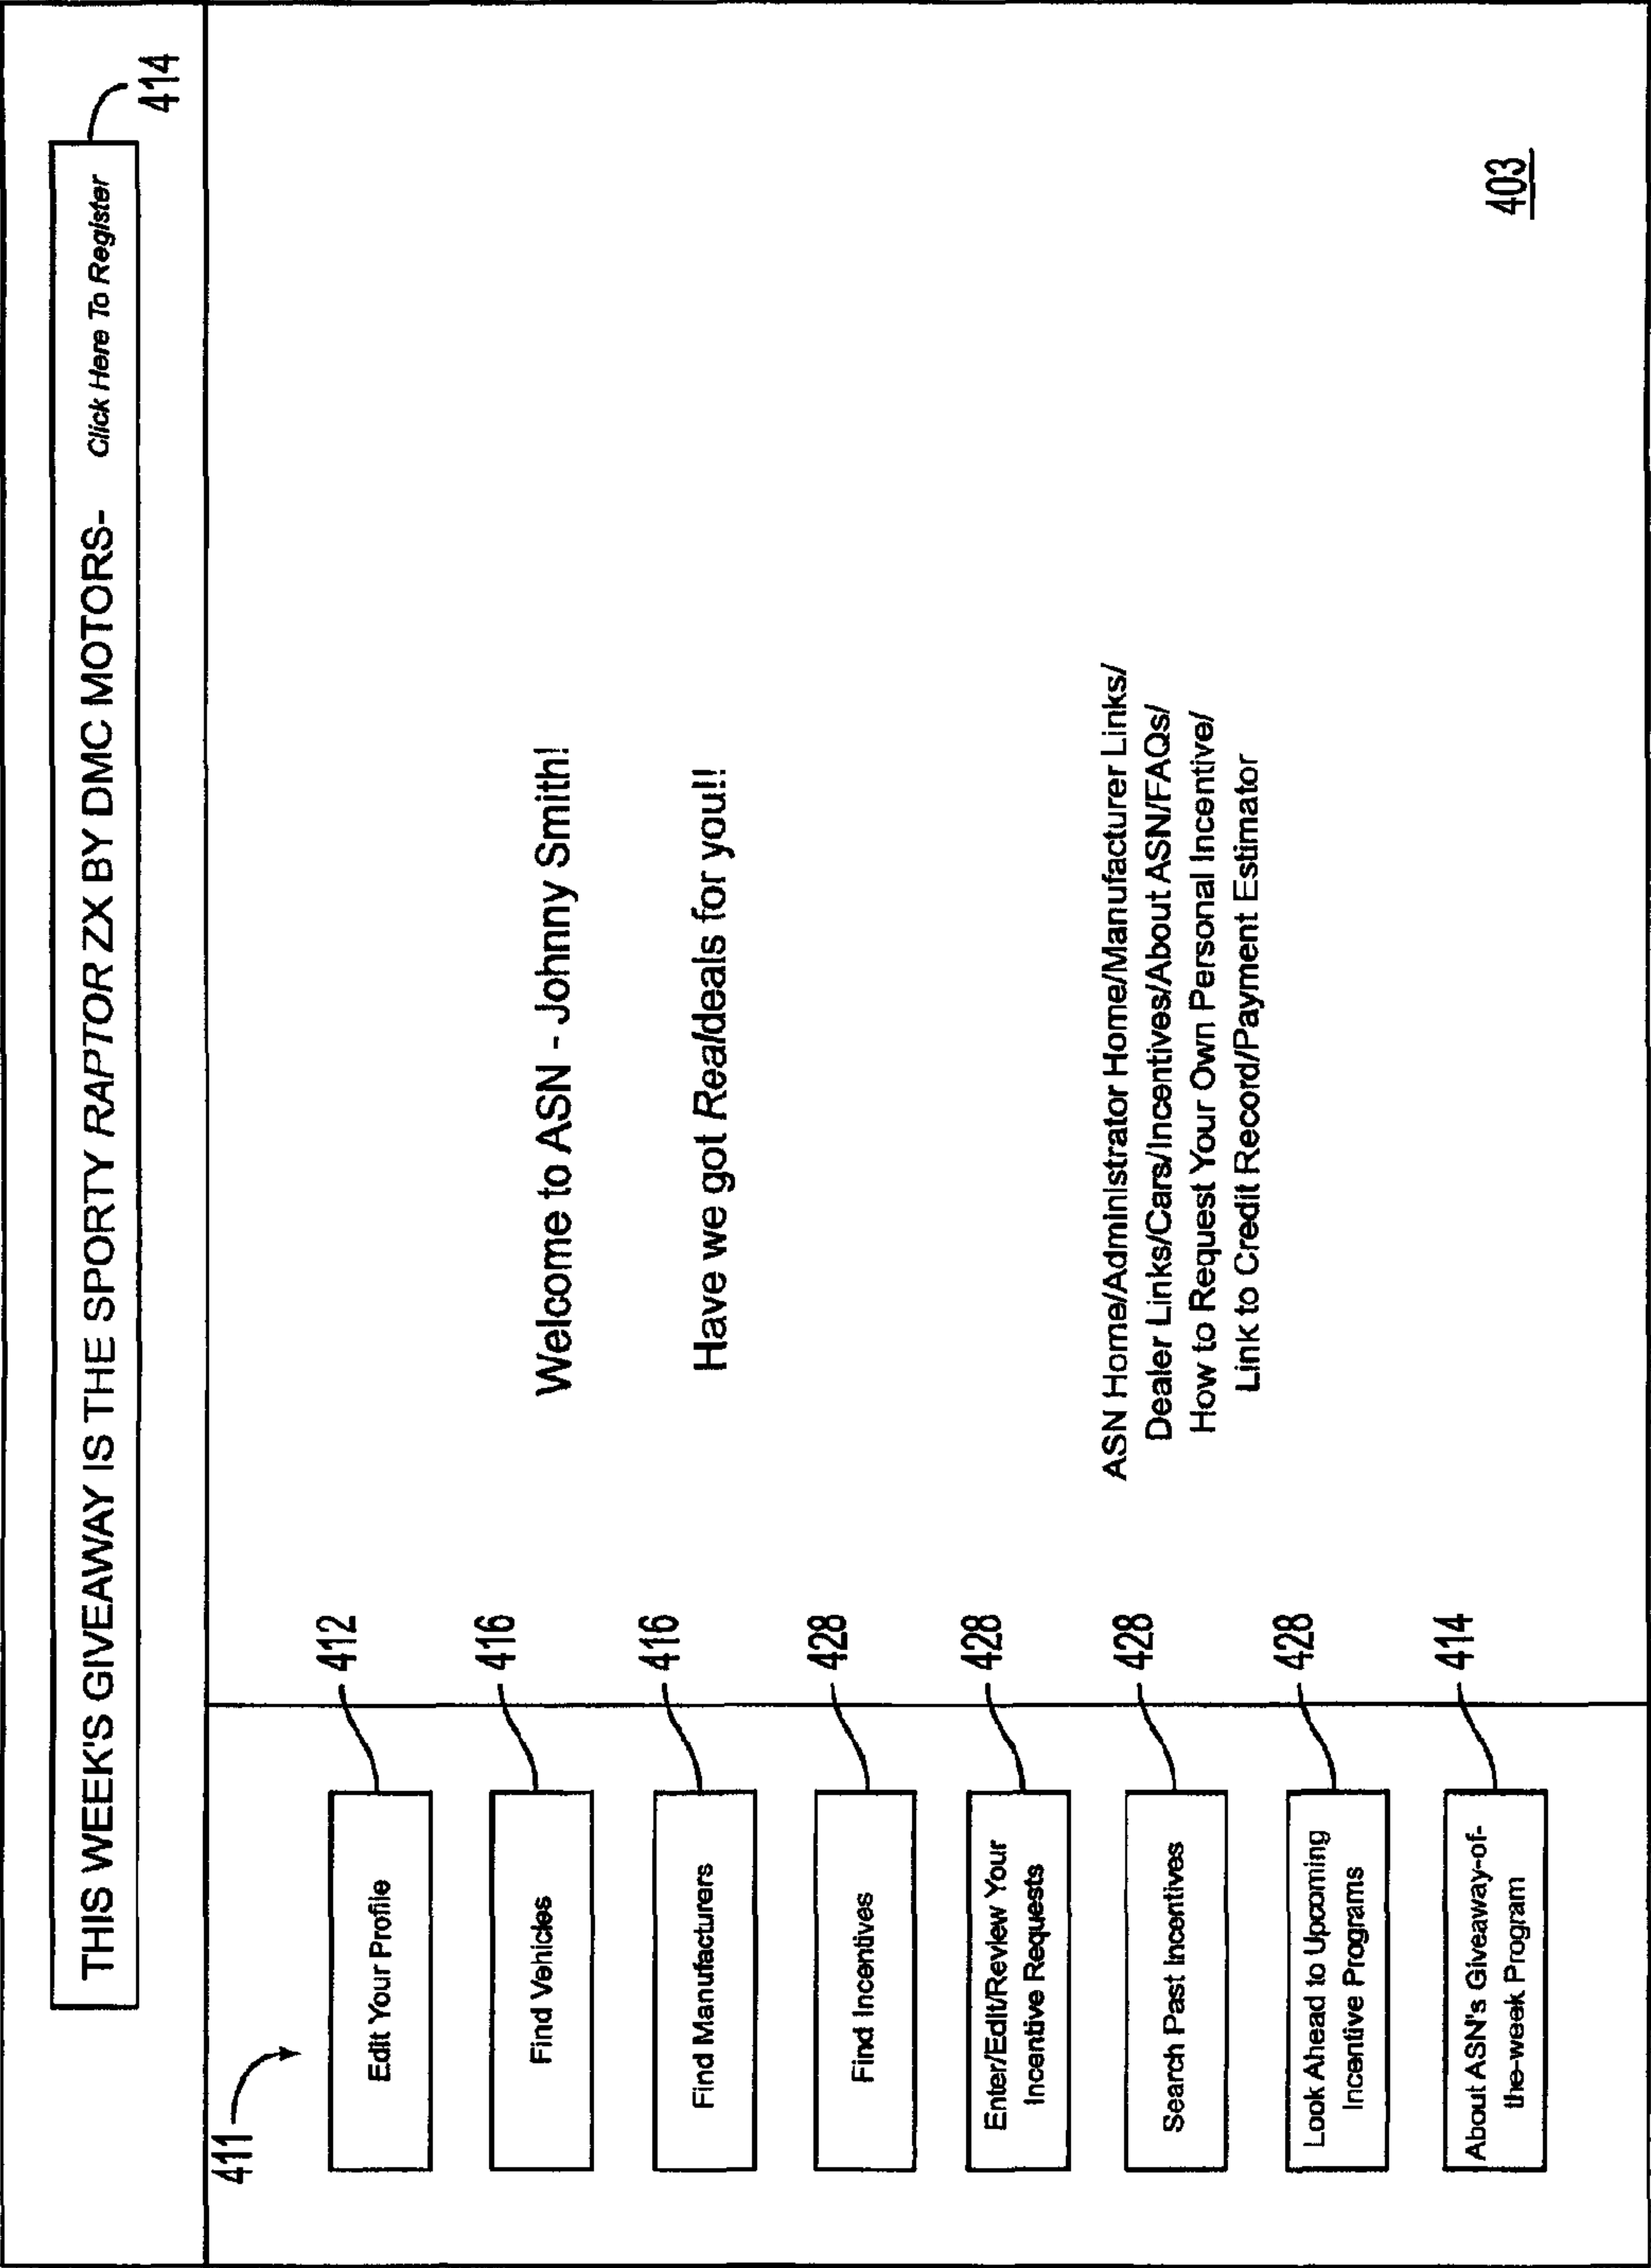 THIS WEEK'S GIVEAWAY IS THE SPORTY RAPTOR ZX BY DMC MOTORS- Click Here To Register
414
411
Edit Your Profile
412
Find Vehicles
416
Find Manufacturers
416
Find Incentives
428
Enter/Edit/Review Your
Incentive Requests
428
Search Past Incentives
428
Look Ahead to Upcoming
Incentive Programs
428
About ASN's Giveaway-of-
the-week Program
414
Welcome to ASN - Johnny Smith!
Have we got Realdeals for you!!
ASN Home/Administrator Home/Manufacturer Links/
Dealer Links/Cars/Incentives/About ASN/FAQs/
How to Request Your Own Personal Incentive/
Link to Credit Record/Payment Estimator
403